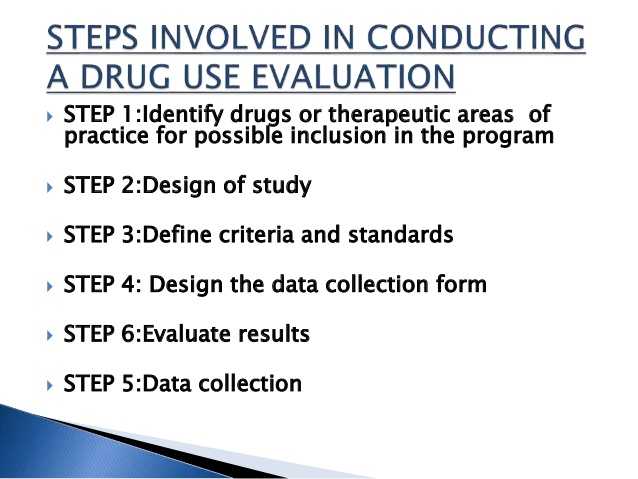 STEPS INVOLVED IN CONDUCTING
A DRUG USE EVALUATION
STEP 1:Identify drugs or therapeutic areas of
practice for possible inclusion in the program
STEP 2:Design of study
STEP 3:Define criteria and standards
STEP 4: Design the data collection form
STEP 6:Evaluate results
STEP 5:Data collection